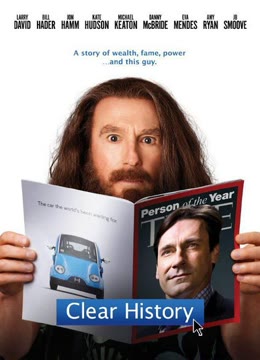 LARRY DAVID BILL HADER JON HAMM KATE HUDSON MICHAEL KEATON DANNY McBRIDE EVA MENDES AMY RYAN JB SMOOVE
A story of wealth, fame, power
...and this guy.
The car the world's been waiting for.
Person of the Year
TIME
Clear History